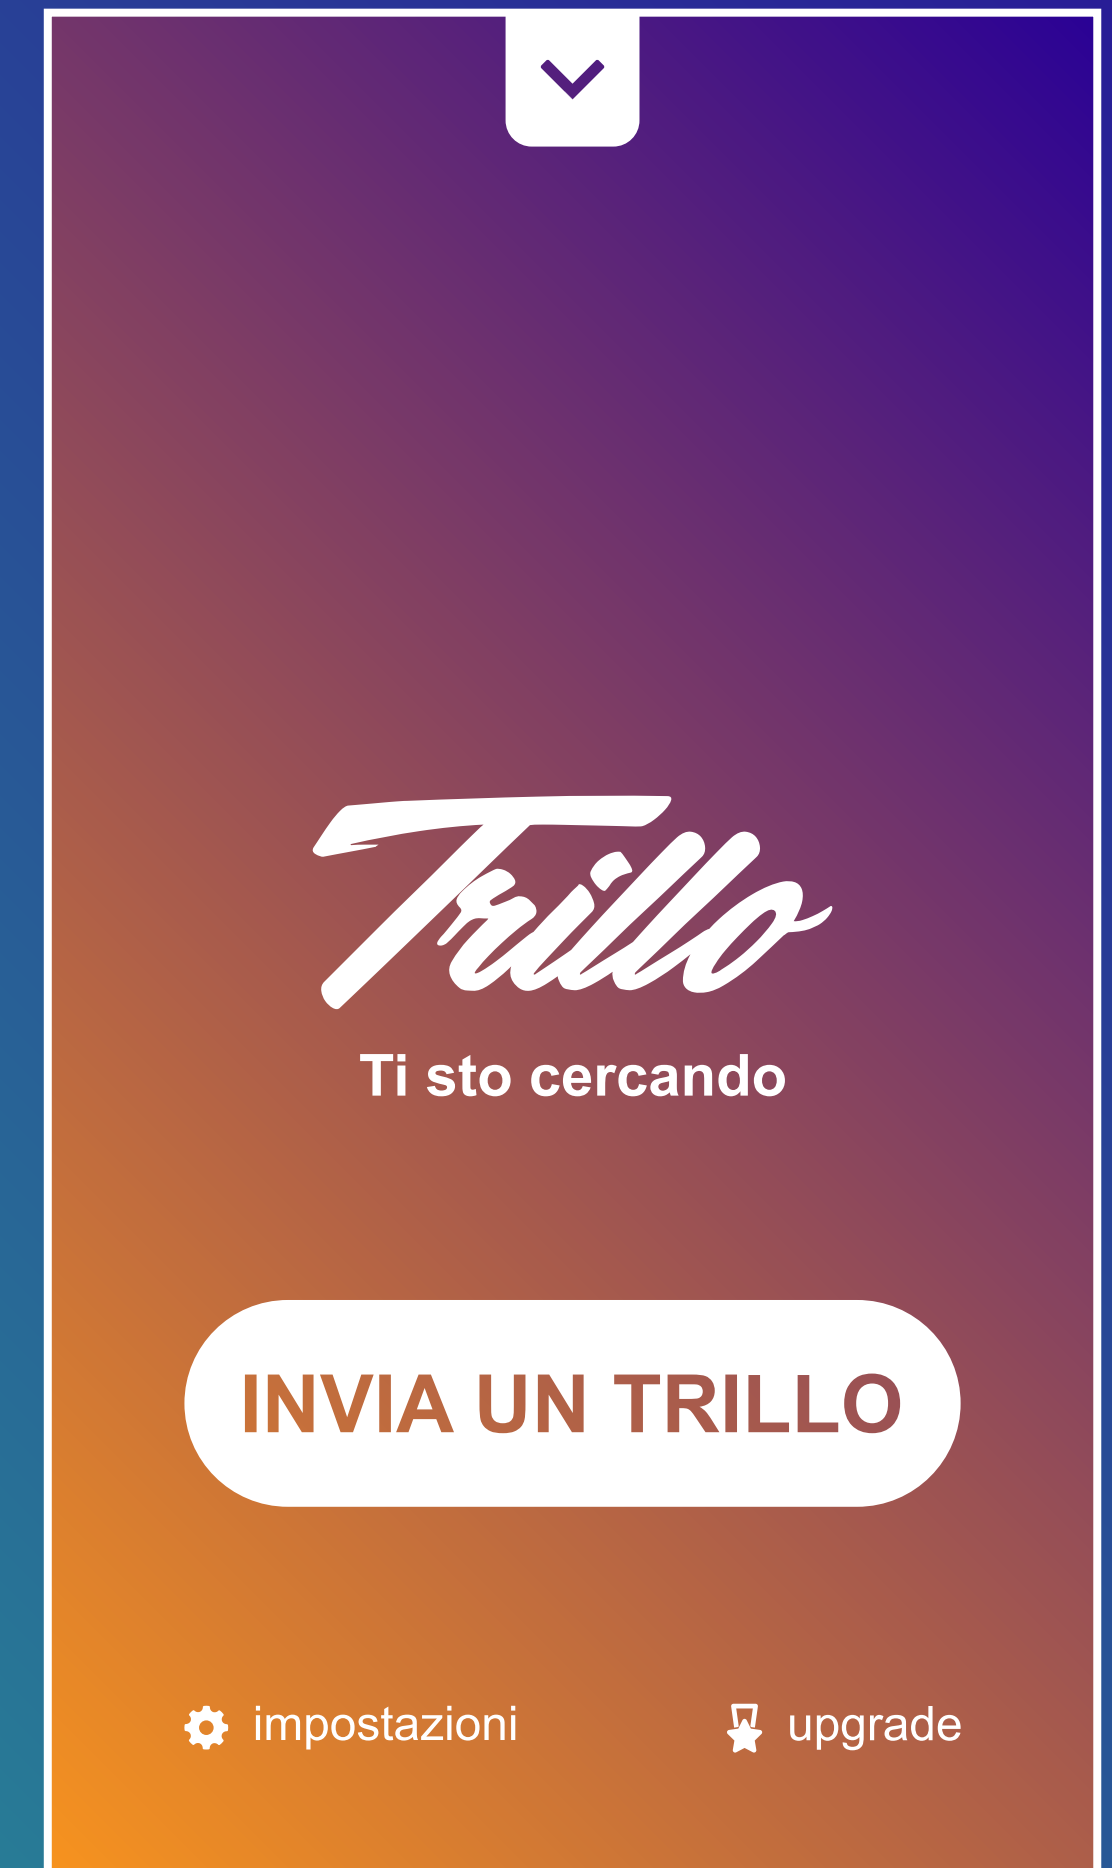 Trillo
Ti sto cercando
INVIA UN TRILLO
impostazioni
upgrade